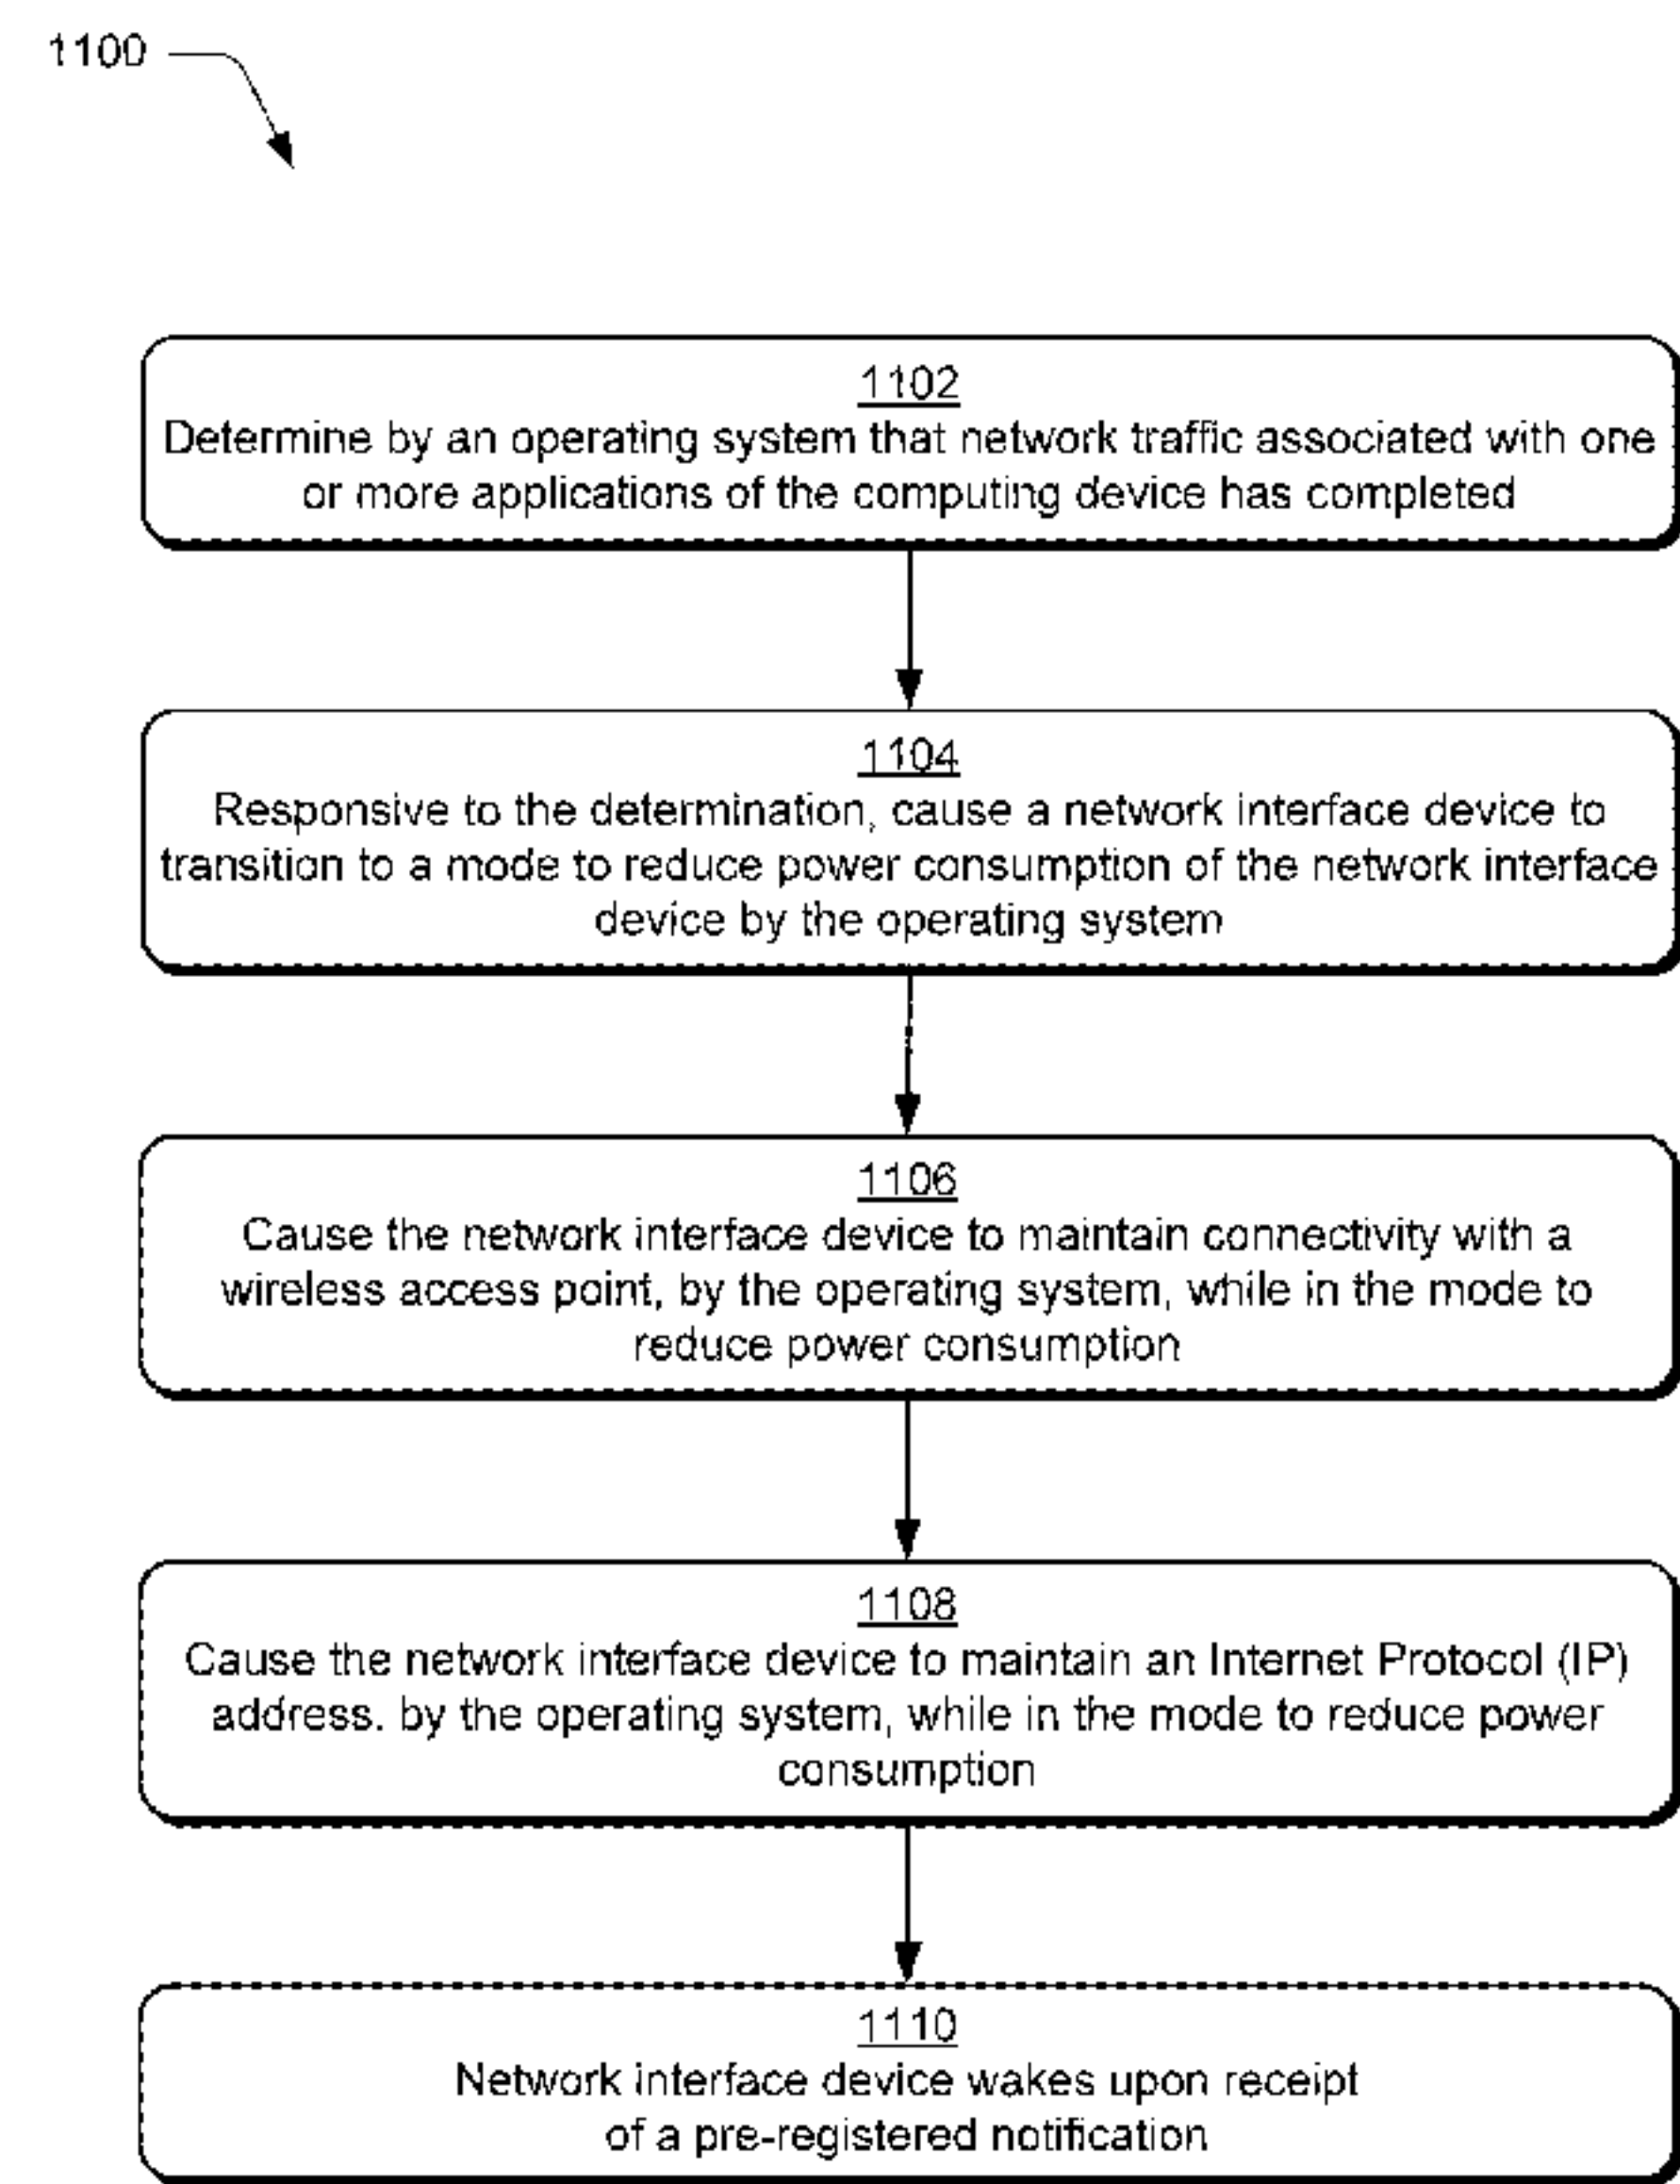 1100
1102
Determine by an operating system that network traffic associated with one
or more applications of the computing device has completed
1104
Responsive to the determination, cause a network interface device to
transition to a mode to reduce power consumption of the network interface
device by the operating system
1106
Cause the network interface device to maintain connectivity with a
wireless access point, by the operating system, while in the mode to
reduce power consumption
1108
Cause the network interface device to maintain an Internet Protocol (IP)
address. by the operating system, while in the mode to reduce power
consumption
1110
Network interface device wakes upon receipt
of a pre-registered notification